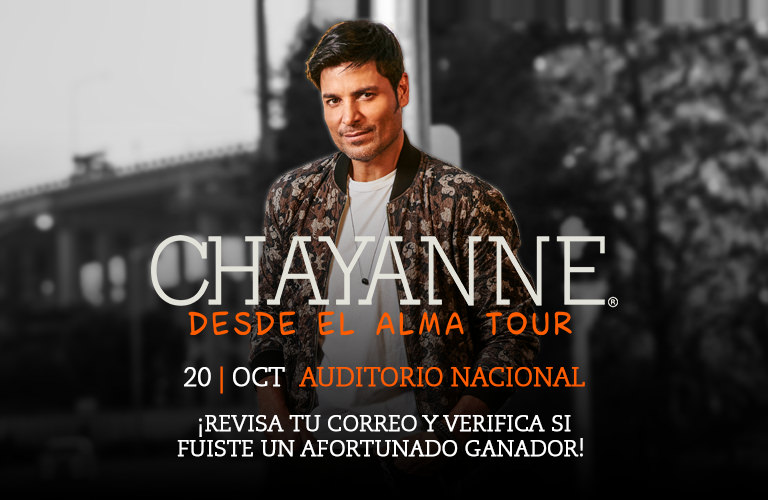 CHAYANNE®
DESDE EL ALMA TOUR
20 | OCT AUDITORIO NACIONAL
¡REVISA TU CORREO Y VERIFICA SI
FUISTE UN AFORTUNADO GANADOR!